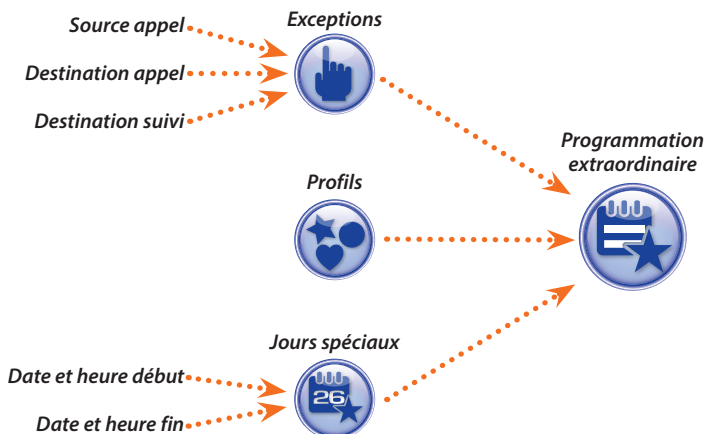 Source appel
Exceptions
Destination appel
Destination suivi
Programmation
extraordinaire
Profils
Jours spéciaux
Date et heure début
26
Date et heure fin